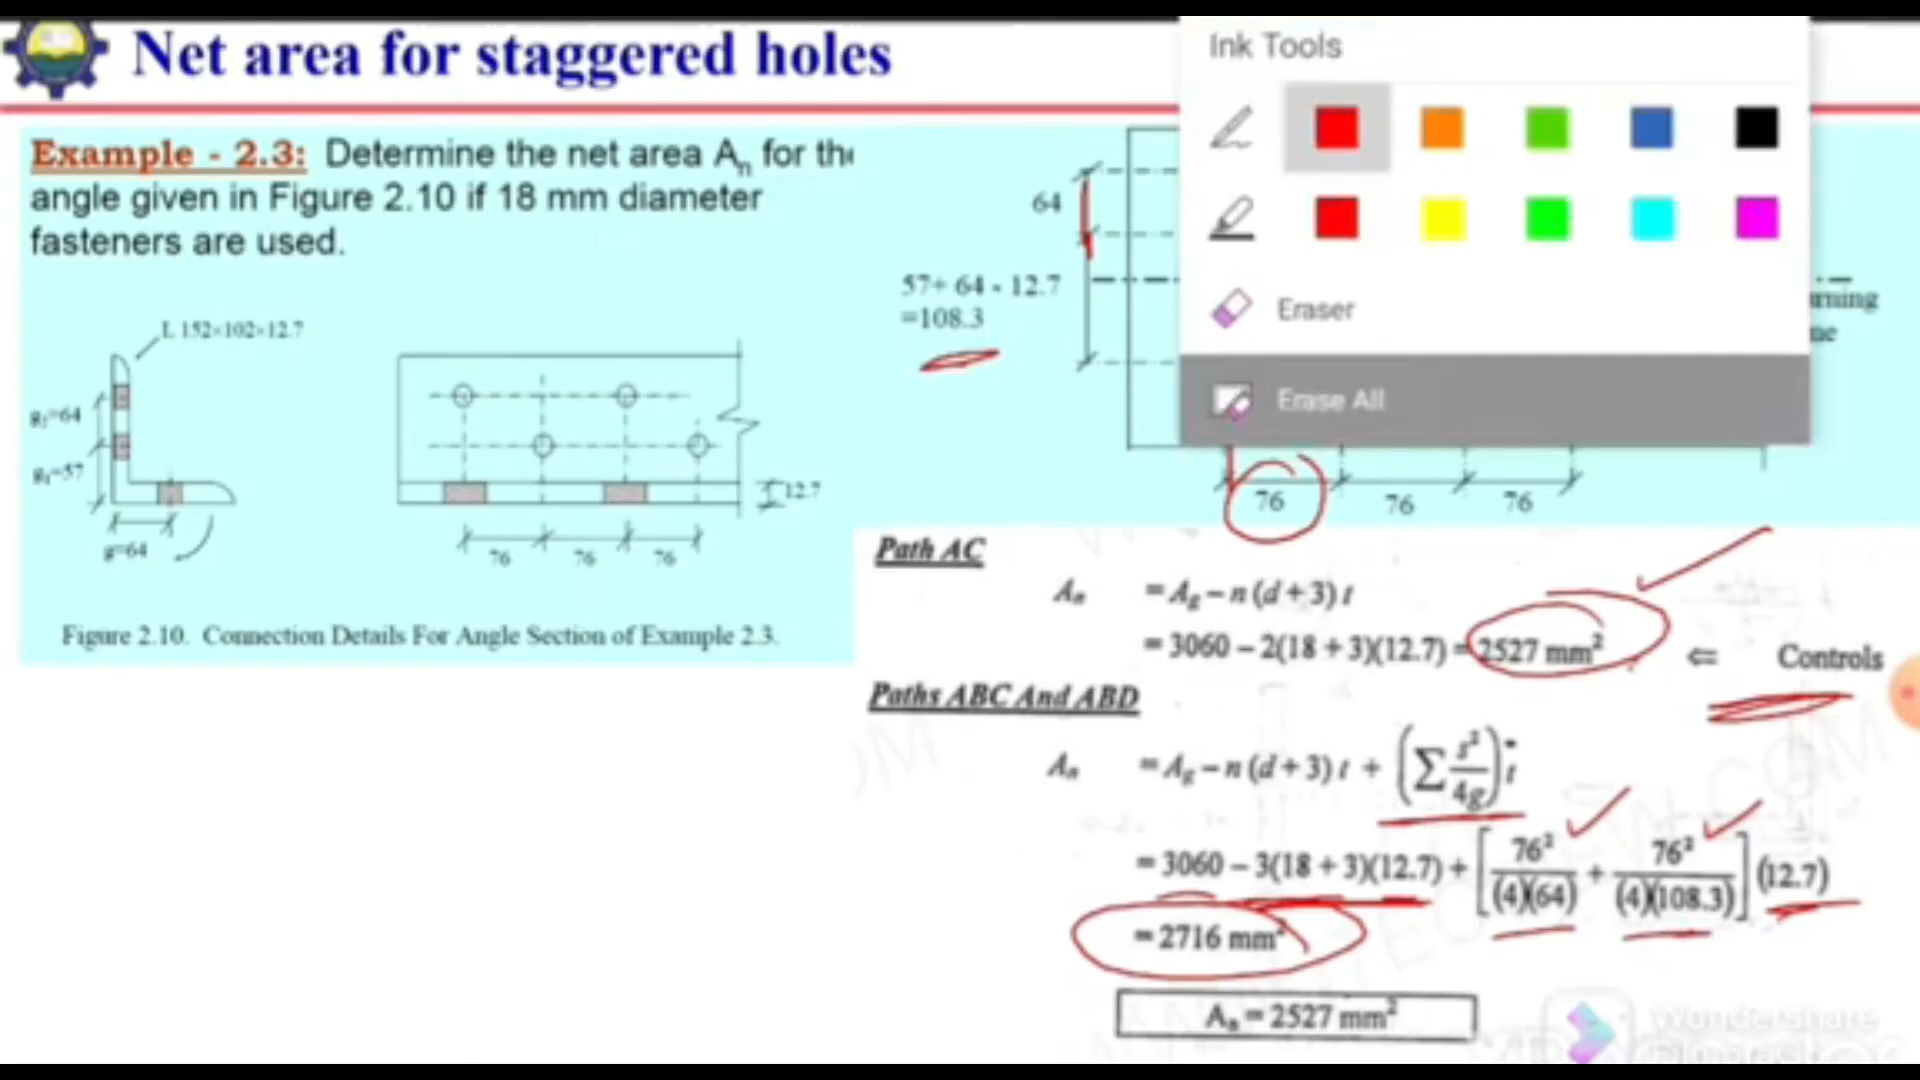 Net area for staggered holes
Example - 2.3: Determine the net area Aₙ for the
angle given in Figure 2.10 if 18 mm diameter
fasteners are used.
L 152×102×12.7
g₂=64
g₁=57
g=64
12.7
76 76 76
Figure 2.10. Connection Details For Angle Section of Example 2.3.
64
57+ 64 - 12.7
=108.3
76 76 76
Ink Tools
Eraser
Erase All
Path AC
Aₙ = A_g – n (d + 3) t
= 3060 – 2(18 + 3)(12.7) = 2527 mm² ⇐ Controls
Paths ABC And ABD
Aₙ = A_g – n (d + 3) t + (∑ s²/4g) t
= 3060 – 3(18 + 3)(12.7) + [76²/(4)(64) + 76²/(4)(108.3)] (12.7)
= 2716 mm²
Aₙ = 2527 mm²
Wondershare